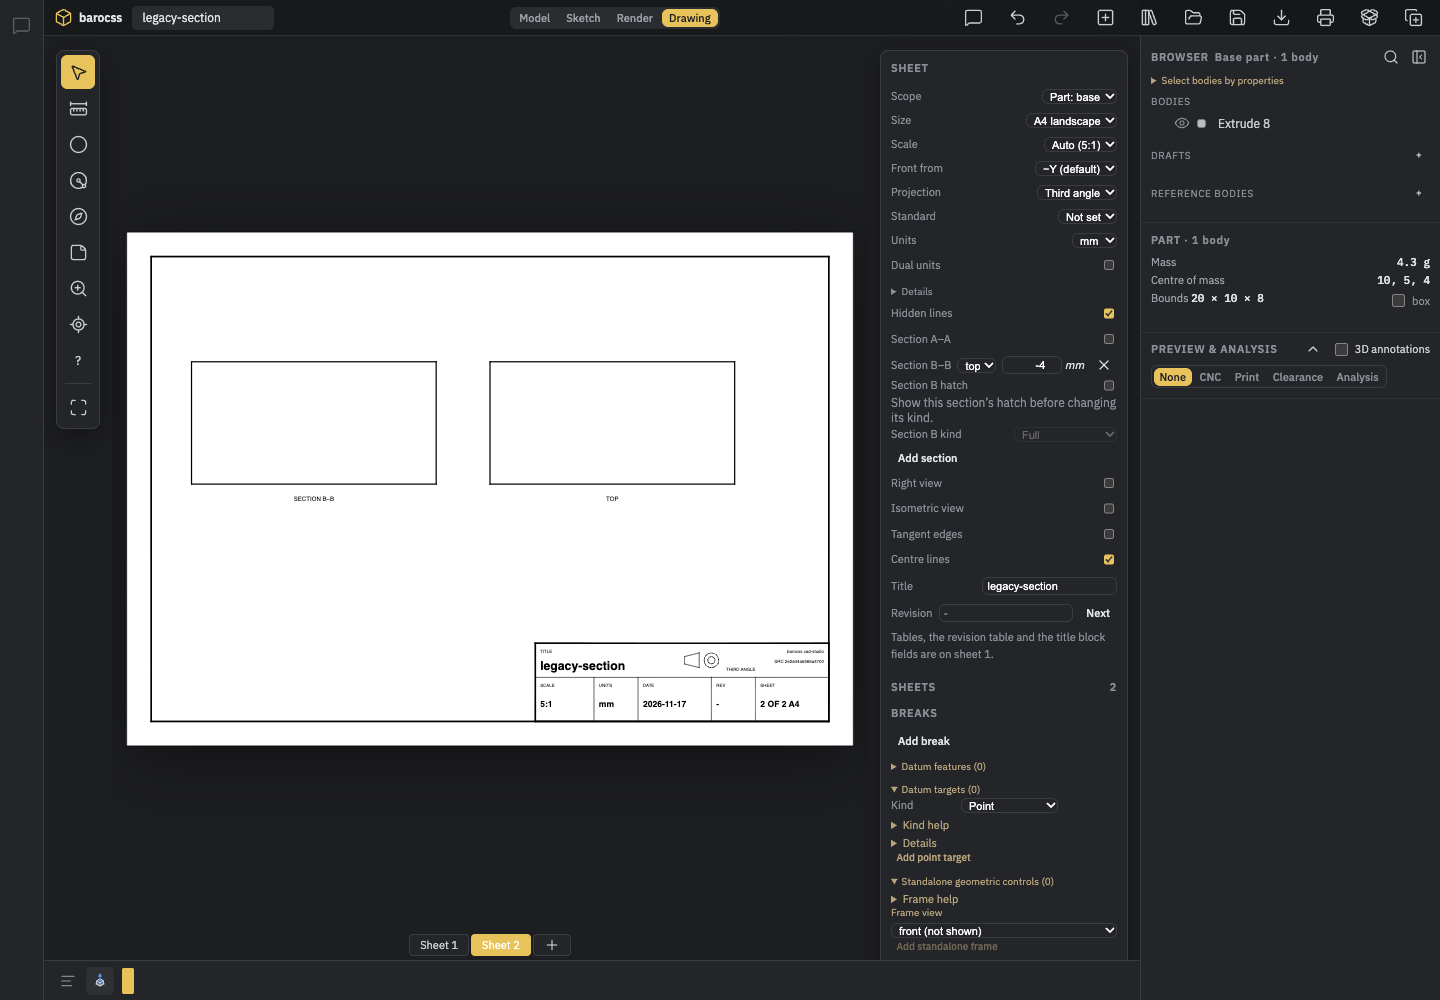 barocss
legacy-section
Model Sketch Render Drawing
?
SECTION B–B
TOP
TITLE
legacy-section
THIRD ANGLE
barocss cad-studio
SCALE UNITS DATE REV SHEET
5:1 mm 2026-11-17 - 2 OF 2 A4
Sheet 1 Sheet 2 +
SHEET
Scope Part: base
Size A4 landscape
Scale Auto (5:1)
Front from −Y (default)
Projection Third angle
Standard Not set
Units mm
Dual units
Details
Hidden lines
Section A–A
Section B–B top -4 mm
Section B hatch
Show this section's hatch before changing
its kind.
Section B kind Full
Add section
Right view
Isometric view
Tangent edges
Centre lines
Title legacy-section
Revision - Next
Tables, the revision table and the title block
fields are on sheet 1.
SHEETS 2
BREAKS
Add break
Datum features (0)
Datum targets (0)
Kind Point
Kind help
Details
Add point target
Standalone geometric controls (0)
Frame help
Frame view
front (not shown)
Add standalone frame
BROWSER Base part · 1 body
Select bodies by properties
BODIES
Extrude 8
DRAFTS +
REFERENCE BODIES +
PART · 1 body
Mass 4.3 g
Centre of mass 10, 5, 4
Bounds 20 × 10 × 8 box
PREVIEW & ANALYSIS 3D annotations
None CNC Print Clearance Analysis